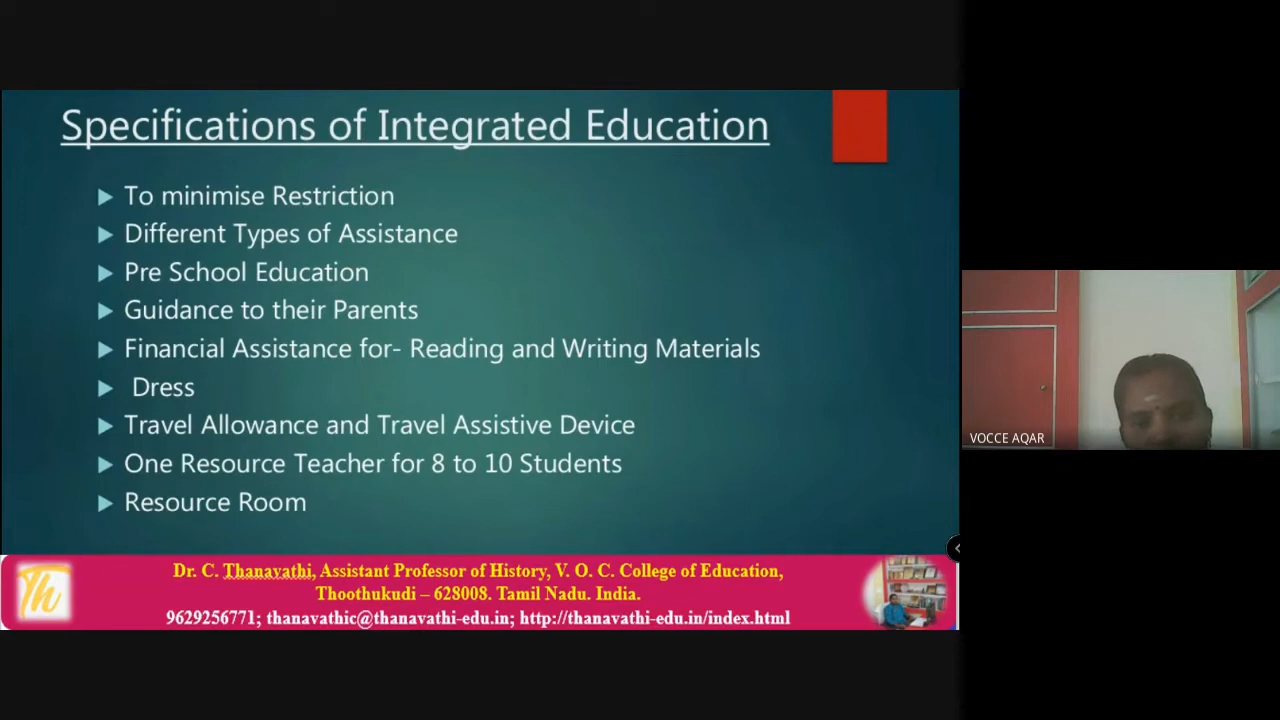 Specifications of Integrated Education
To minimise Restriction
Different Types of Assistance
Pre School Education
Guidance to their Parents
Financial Assistance for- Reading and Writing Materials
Dress
Travel Allowance and Travel Assistive Device
One Resource Teacher for 8 to 10 Students
Resource Room
VOCCE AQAR
Th
Dr. C. Thanavathi, Assistant Professor of History, V. O. C. College of Education,
Thoothukudi – 628008. Tamil Nadu. India.
9629256771; thanavathic@thanavathi-edu.in; http://thanavathi-edu.in/index.html